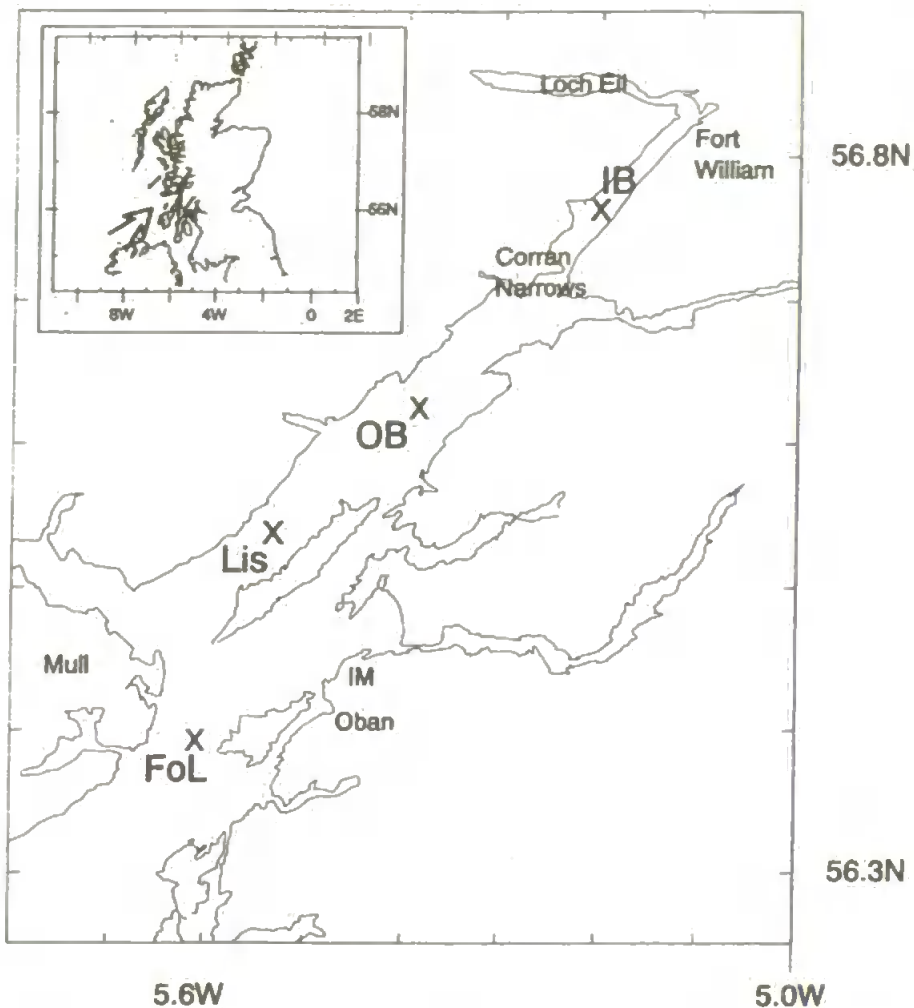 58N
56N
8W
4W
0
2E
Loch Eil
Fort
William
56.8N
IB
X
Corran
Narrows
X
OB
X
Lis
Mull
IM
Oban
X
FoL
56.3N
5.6W
5.0W